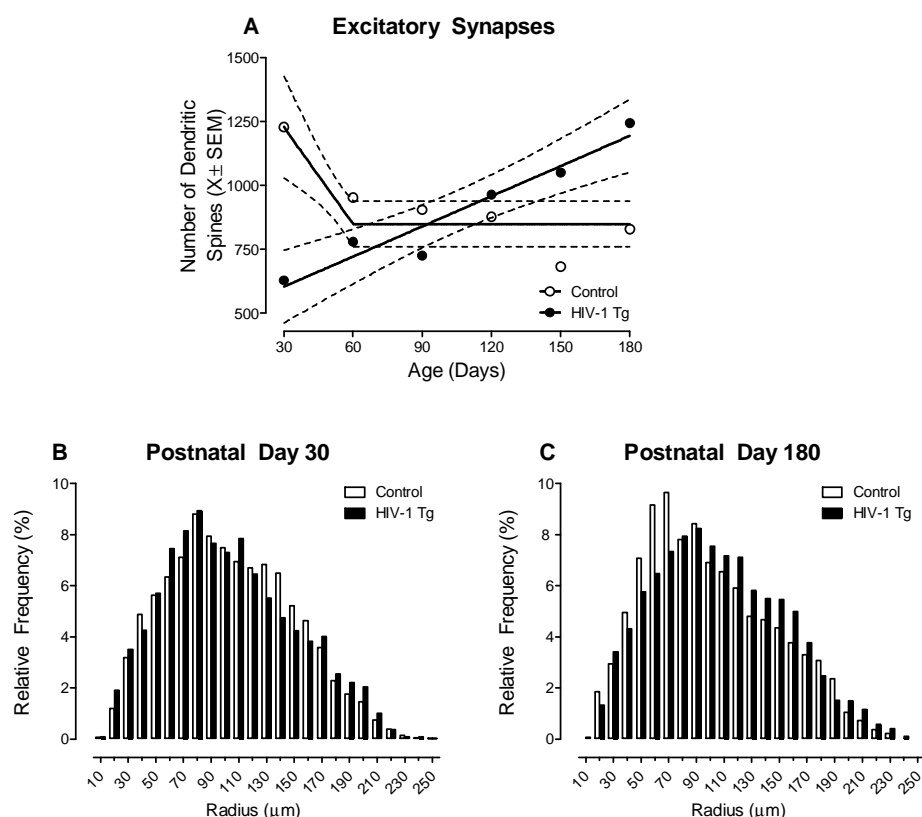 A Excitatory Synapses
Number of Dendritic
Spines (X± SEM)
1500
1250
1000
750
500
Control
HIV-1 Tg
30 60 90 120 150 180
Age (Days)
B Postnatal Day 30
Relative Frequency (%)
10
8
6
4
2
0
Control
HIV-1 Tg
10 30 50 70 90 110 130 150 170 190 210 230 250
Radius (μm)
C Postnatal Day 180
Relative Frequency (%)
10
8
6
4
2
0
Control
HIV-1 Tg
10 30 50 70 90 110 130 150 170 190 210 230 250
Radius (μm)